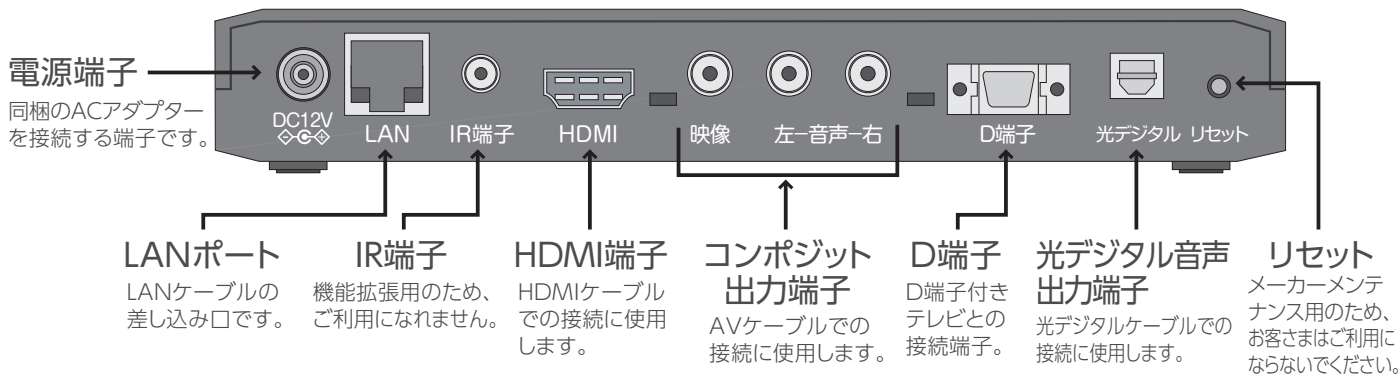 電源端子
同梱のACアダプター
を接続する端子です。
DC12V
LAN
IR端子
HDMI
映像
左ー音声ー右
D端子
光デジタル
リセット
LANポート
LANケーブルの
差し込み口です。
IR端子
機能拡張用のため、
ご利用になれません。
HDMI端子
HDMIケーブル
での接続に使用
します。
コンポジット
出力端子
AVケーブルでの
接続に使用します。
D端子
D端子付き
テレビとの
接続端子。
光デジタル音声
出力端子
光デジタルケーブルでの
接続に使用します。
リセット
メーカーメンテ
ナンス用のため、
お客さまはご利用に
ならないでください。